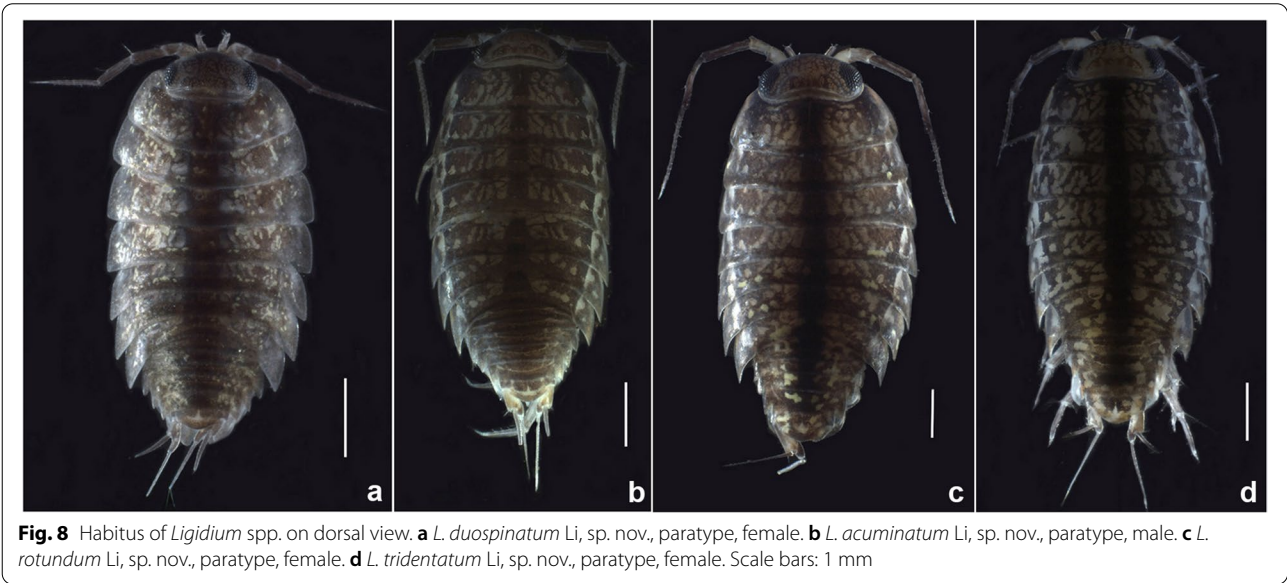 a
b
c
d
Fig. 8 Habitus of Ligidium spp. on dorsal view. a L. duospinatum Li, sp. nov., paratype, female. b L. acuminatum Li, sp. nov., paratype, male. c L.
rotundum Li, sp. nov., paratype, female. d L. tridentatum Li, sp. nov., paratype, female. Scale bars: 1 mm